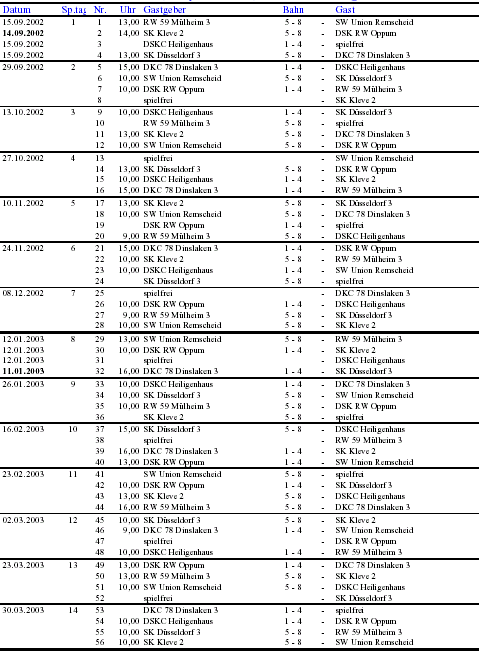 Datum Sp.tag Nr. Uhr Gastgeber Bahn Gast
15.09.2002 1 1 13,00 RW 59 Mülheim 3 5 - 8 - SW Union Remscheid
14.09.2002 2 14,00 SK Kleve 2 5 - 8 - DSK RW Oppum
15.09.2002 3 DSKC Heiligenhaus 1 - 4 - spielfrei
15.09.2002 4 13,00 SK Düsseldorf 3 5 - 8 - DKC 78 Dinslaken 3
29.09.2002 2 5 15,00 DKC 78 Dinslaken 3 1 - 4 - DSKC Heiligenhaus
6 10,00 SW Union Remscheid 5 - 8 - SK Düsseldorf 3
7 10,00 DSK RW Oppum 1 - 4 - RW 59 Mülheim 3
8 spielfrei - SK Kleve 2
13.10.2002 3 9 10,00 DSKC Heiligenhaus 1 - 4 - SK Düsseldorf 3
10 RW 59 Mülheim 3 5 - 8 - spielfrei
11 13,00 SK Kleve 2 5 - 8 - DKC 78 Dinslaken 3
12 10,00 SW Union Remscheid 5 - 8 - DSK RW Oppum
27.10.2002 4 13 spielfrei - SW Union Remscheid
14 13,00 SK Düsseldorf 3 5 - 8 - DSK RW Oppum
15 10,00 DSKC Heiligenhaus 1 - 4 - SK Kleve 2
16 15,00 DKC 78 Dinslaken 3 1 - 4 - RW 59 Mülheim 3
10.11.2002 5 17 13,00 SK Kleve 2 5 - 8 - SK Düsseldorf 3
18 10,00 SW Union Remscheid 5 - 8 - DKC 78 Dinslaken 3
19 DSK RW Oppum 1 - 4 - spielfrei
20 9,00 RW 59 Mülheim 3 5 - 8 - DSKC Heiligenhaus
24.11.2002 6 21 15,00 DKC 78 Dinslaken 3 1 - 4 - DSK RW Oppum
22 10,00 SK Kleve 2 5 - 8 - RW 59 Mülheim 3
23 10,00 DSKC Heiligenhaus 1 - 4 - SW Union Remscheid
24 SK Düsseldorf 3 5 - 8 - spielfrei
08.12.2002 7 25 spielfrei - DKC 78 Dinslaken 3
26 10,00 DSK RW Oppum 1 - 4 - DSKC Heiligenhaus
27 9,00 RW 59 Mülheim 3 5 - 8 - SK Düsseldorf 3
28 10,00 SW Union Remscheid 5 - 8 - SK Kleve 2
12.01.2003 8 29 13,00 SW Union Remscheid 5 - 8 - RW 59 Mülheim 3
12.01.2003 30 10,00 DSK RW Oppum 1 - 4 - SK Kleve 2
12.01.2003 31 spielfrei - DSKC Heiligenhaus
11.01.2003 32 16,00 DKC 78 Dinslaken 3 1 - 4 - SK Düsseldorf 3
26.01.2003 9 33 10,00 DSKC Heiligenhaus 1 - 4 - DKC 78 Dinslaken 3
34 10,00 SK Düsseldorf 3 5 - 8 - SW Union Remscheid
35 10,00 RW 59 Mülheim 3 5 - 8 - DSK RW Oppum
36 SK Kleve 2 5 - 8 - spielfrei
16.02.2003 10 37 15,00 SK Düsseldorf 3 5 - 8 - DSKC Heiligenhaus
38 spielfrei - RW 59 Mülheim 3
39 16,00 DKC 78 Dinslaken 3 1 - 4 - SK Kleve 2
40 13,00 DSK RW Oppum 1 - 4 - SW Union Remscheid
23.02.2003 11 41 SW Union Remscheid 5 - 8 - spielfrei
42 10,00 DSK RW Oppum 1 - 4 - SK Düsseldorf 3
43 13,00 SK Kleve 2 5 - 8 - DSKC Heiligenhaus
44 16,00 RW 59 Mülheim 3 5 - 8 - DKC 78 Dinslaken 3
02.03.2003 12 45 10,00 SK Düsseldorf 3 5 - 8 - SK Kleve 2
46 9,00 DKC 78 Dinslaken 3 1 - 4 - SW Union Remscheid
47 spielfrei - DSK RW Oppum
48 10,00 DSKC Heiligenhaus 1 - 4 - RW 59 Mülheim 3
23.03.2003 13 49 13,00 DSK RW Oppum 1 - 4 - DKC 78 Dinslaken 3
50 13,00 RW 59 Mülheim 3 5 - 8 - SK Kleve 2
51 10,00 SW Union Remscheid 5 - 8 - DSKC Heiligenhaus
52 spielfrei - SK Düsseldorf 3
30.03.2003 14 53 DKC 78 Dinslaken 3 1 - 4 - spielfrei
54 10,00 DSKC Heiligenhaus 1 - 4 - DSK RW Oppum
55 10,00 SK Düsseldorf 3 5 - 8 - RW 59 Mülheim 3
56 10,00 SK Kleve 2 5 - 8 - SW Union Remscheid